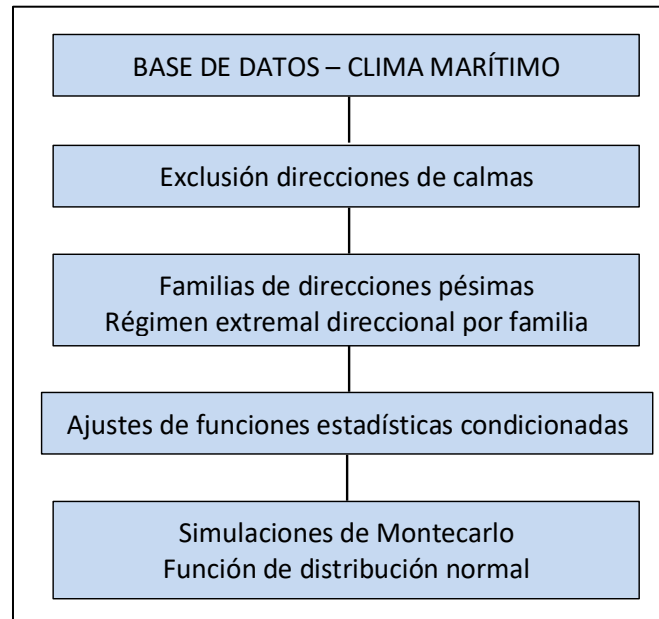 BASE DE DATOS – CLIMA MARÍTIMO
Exclusión direcciones de calmas
Familias de direcciones pésimas
Régimen extremal direccional por familia
Ajustes de funciones estadísticas condicionadas
Simulaciones de Montecarlo
Función de distribución normal